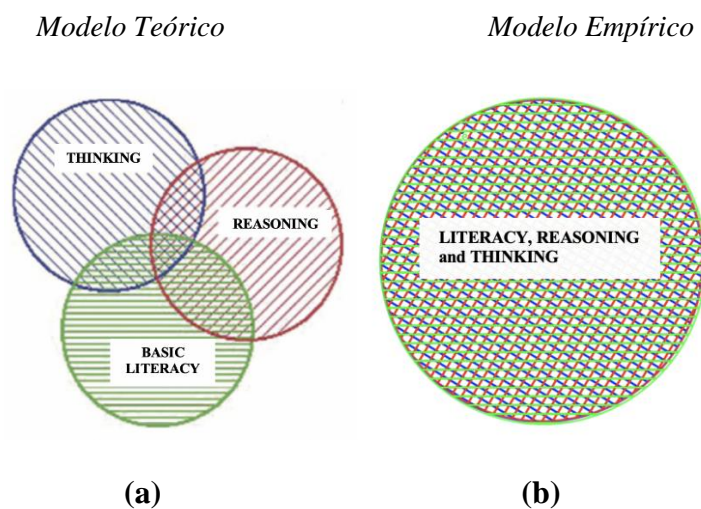 Modelo Teórico
Modelo Empírico
THINKING
REASONING
BASIC
LITERACY
LITERACY, REASONING
and THINKING
(a)
(b)